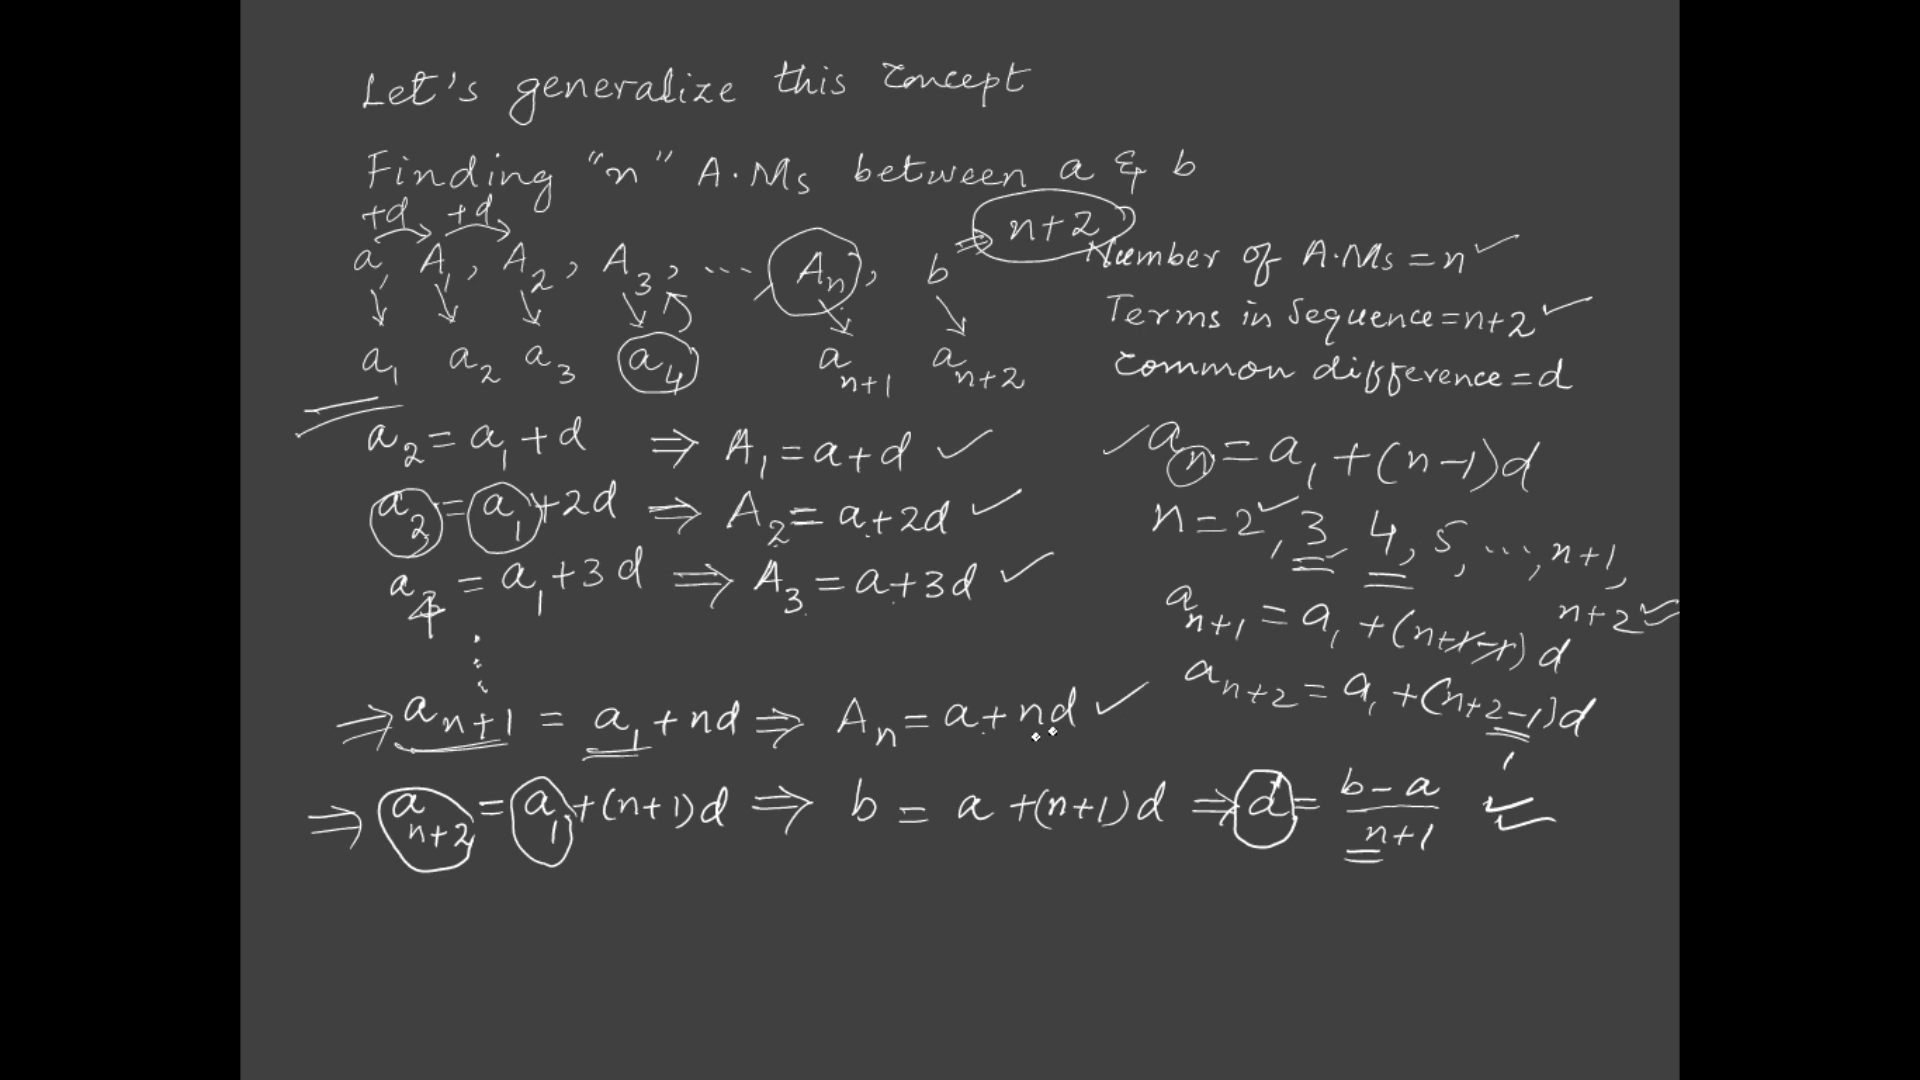 Let's generalize this concept
Finding "n" A.Ms between a & b
+d +d
a, A₁, A₂, A₃, ... Aₙ, b ⇒ n+2
a₁ a₂ a₃ a₄ aₙ₊₁ aₙ₊₂
Number of A.Ms = n ✓
Terms in Sequence = n+2 ✓
Common difference = d
a₂ = a₁ + d ⇒ A₁ = a + d ✓
a₃ = a₁ + 2d ⇒ A₂ = a + 2d ✓
a₄ = a₁ + 3d ⇒ A₃ = a + 3d ✓
⋮
⇒ aₙ₊₁ = a₁ + nd ⇒ Aₙ = a + nd ✓
⇒ aₙ₊₂ = a₁ + (n+1)d ⇒ b = a + (n+1)d ⇒ d = (b-a)/(n+1) ✓
✓ aₙ = a₁ + (n-1)d
n = 2✓, 3✓, 4, 5, ..., n+1,
n+2 ✓
aₙ₊₁ = a₁ + (n+1-1)d
aₙ₊₂ = a₁ + (n+2-1)d
1